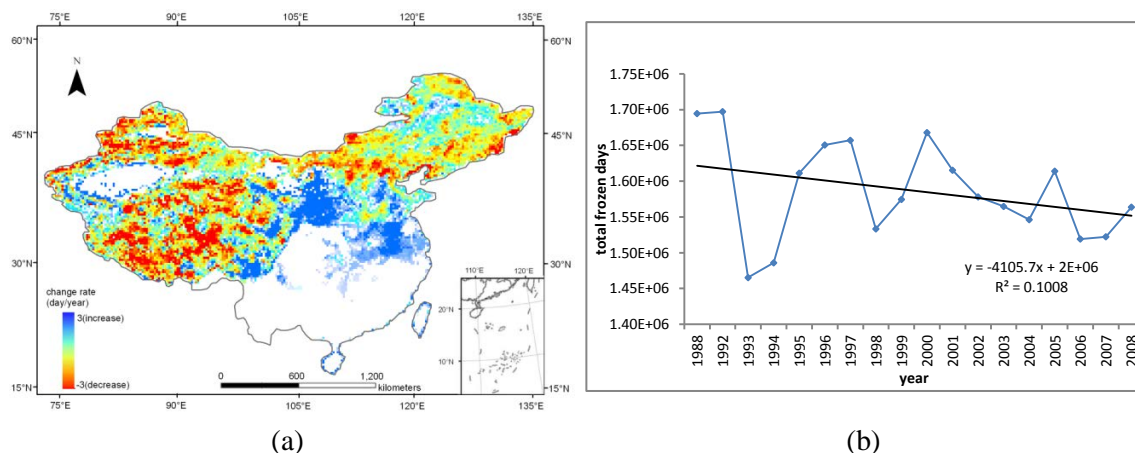 75°E 90°E 105°E 120°E 135°E
60°N
45°N
30°N
15°N
N
60°N
45°N
30°N
15°N
change rate
(day/year)
3(increase)
-3(decrease)
0 600 1,200
kilometers
110°E 120°E
20°N
10°N
75°E 90°E 105°E 120°E 135°E
(a)
total frozen days
1.75E+06
1.70E+06
1.65E+06
1.60E+06
1.55E+06
1.50E+06
1.45E+06
1.40E+06
y = -4105.7x + 2E+06
R² = 0.1008
1988 1992 1993 1994 1995 1996 1997 1998 1999 2000 2001 2002 2003 2004 2005 2006 2007 2008
year
(b)